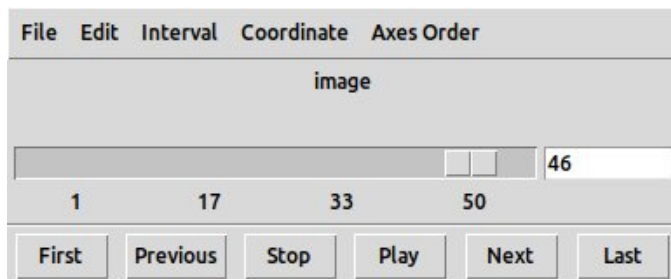 File Edit Interval Coordinate Axes Order
image
46
1 17 33 50
First Previous Stop Play Next Last